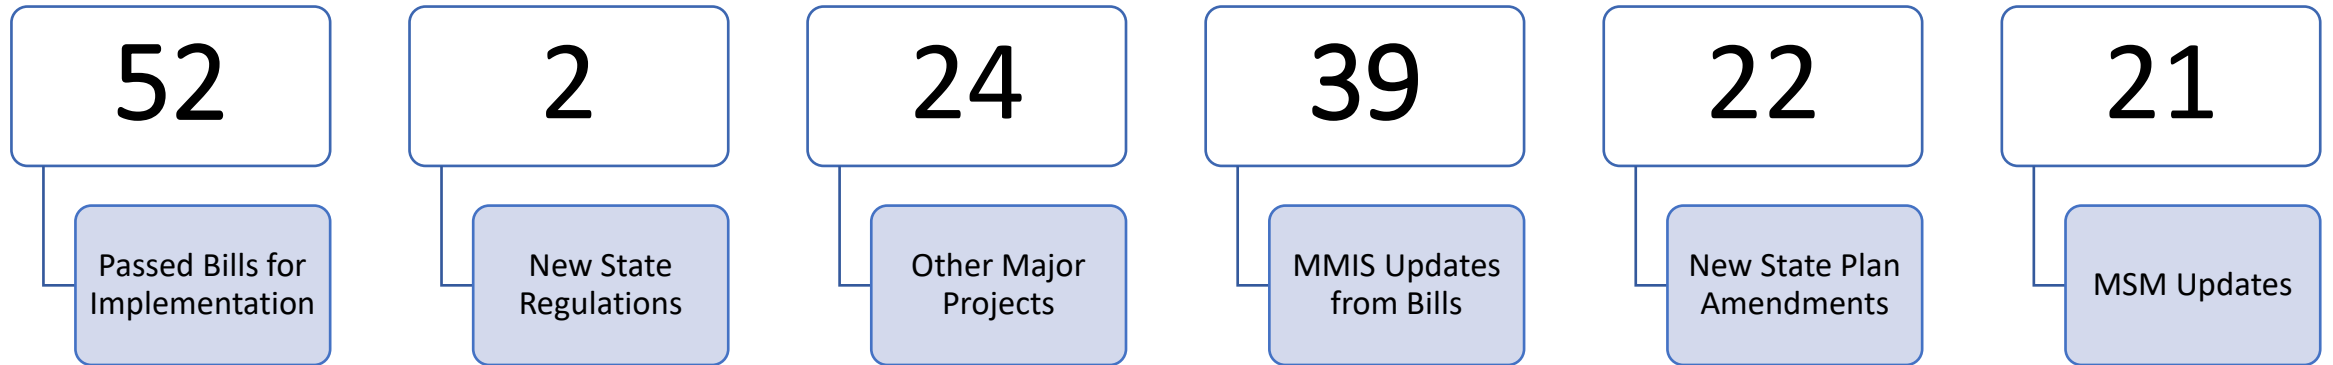 52
Passed Bills for
Implementation
2
New State
Regulations
24
Other Major
Projects
39
MMIS Updates
from Bills
22
New State Plan
Amendments
21
MSM Updates